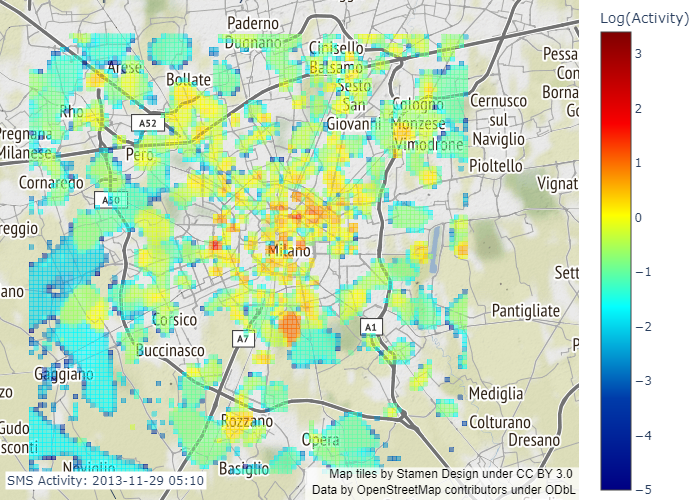 Log(Activity)
Paderno
Dugnano
Cinisello
Balsamo
Pessa
Con
Borna
Go
Arese
Bollate
Sesto
San
Giovanni
Cologno
Monzese
Cernusco
sul
Naviglio
Rho
A52
Vimodrone
Pregnana
Milanese
Pero
Pioltello
Cornaredo
Vignat
A50
reggio
Milano
Sett
ano
Pantigliate
Corsico
A7
A1
Buccinasco
P
Gaggiano
zo
Mediglia
Rozzano
Colturano
Gudo
Opera
Dresano
sconti
Noviglio
Basiglio
SMS Activity: 2013-11-29 05:10
Map tiles by Stamen Design under CC BY 3.0
Data by OpenStreetMap contributors under ODbL
3
2
1
0
−1
−2
−3
−4
−5